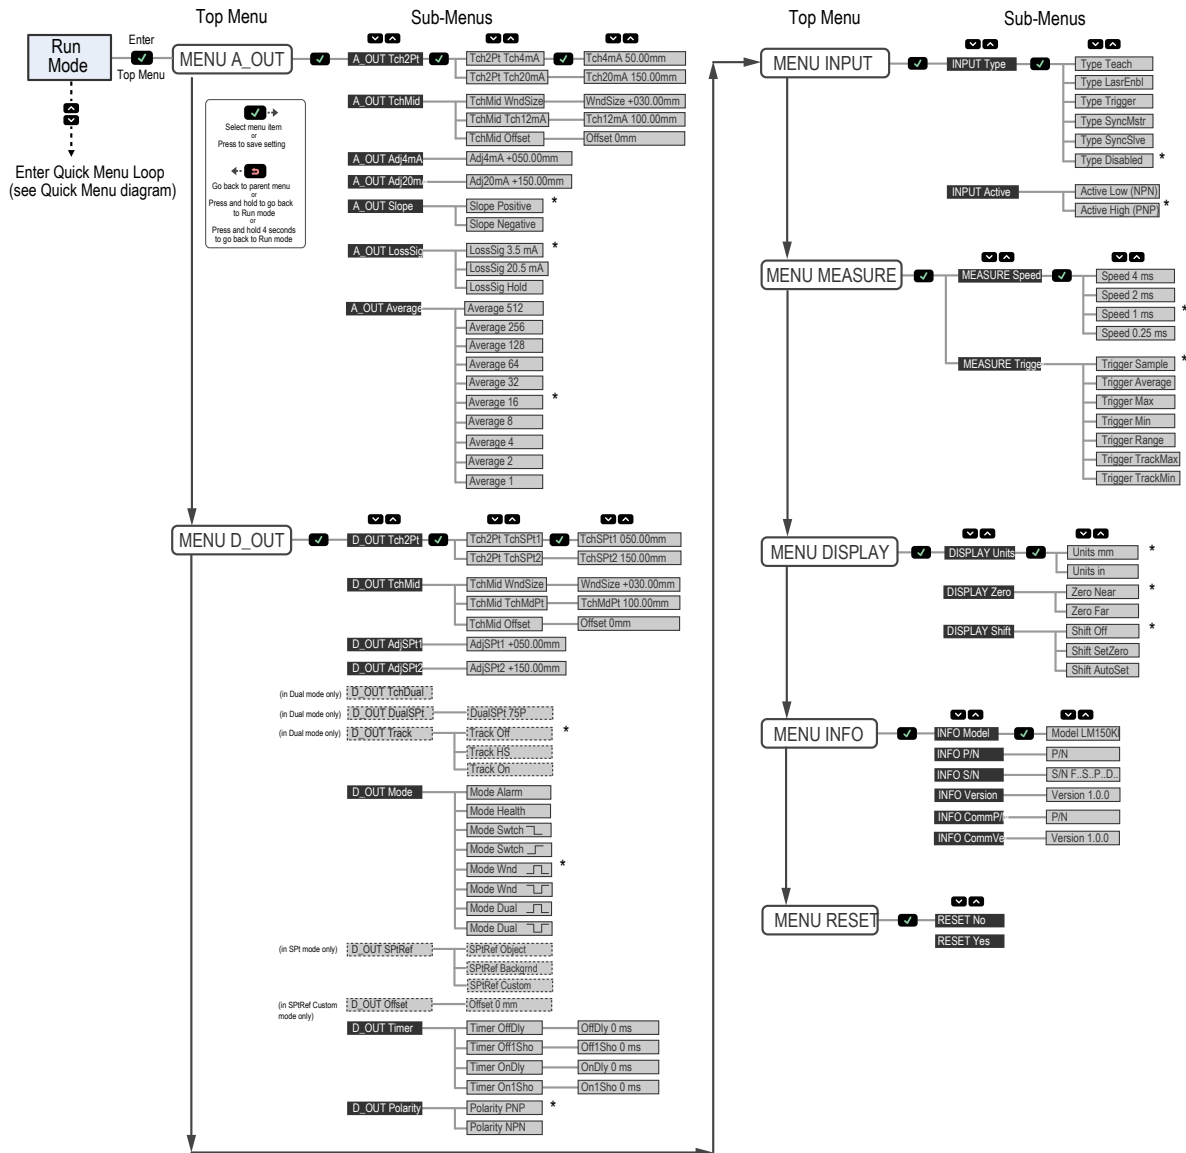 Top Menu
Sub-Menus
Run
Mode
Enter
Top Menu
Enter Quick Menu Loop
(see Quick Menu diagram)
Select menu item
or
Press to save setting
Go back to parent menu
or
Press and hold to go back
to Run mode
or
Press and hold 4 seconds
to go back to Run mode
MENU A_OUT
A_OUT Tch2Pt
Tch2Pt Tch4mA
Tch4mA 50.00mm
Tch2Pt Tch20mA
Tch20mA 150.00mm
A_OUT TchMid
TchMid WndSize
WndSize +030.00mm
TchMid Tch12mA
Tch12mA 100.00mm
TchMid Offset
Offset 0mm
A_OUT Adj4mA
Adj4mA +050.00mm
A_OUT Adj20m
Adj20mA +150.00mm
A_OUT Slope
Slope Positive *
Slope Negative
A_OUT LossSig
LossSig 3.5 mA *
LossSig 20.5 mA
LossSig Hold
A_OUT Average
Average 512
Average 256
Average 128
Average 64
Average 32
Average 16 *
Average 8
Average 4
Average 2
Average 1
MENU D_OUT
D_OUT Tch2Pt
Tch2Pt TchSPt1
TchSPt1 050.00mm
Tch2Pt TchSPt2
TchSPt2 150.00mm
D_OUT TchMid
TchMid WndSize
WndSize +030.00mm
TchMid TchMdPt
TchMdPt 100.00mm
TchMid Offset
Offset 0mm
D_OUT AdjSPt1
AdjSPt1 +050.00mm
D_OUT AdjSPt2
AdjSPt2 +150.00mm
(in Dual mode only)
D_OUT TchDual
(in Dual mode only)
D_OUT DualSPt
DualSPt 75P
(in Dual mode only)
D_OUT Track
Track Off *
Track HS
Track On
D_OUT Mode
Mode Alarm
Mode Health
Mode Swtch
Mode Swtch
Mode Wnd *
Mode Wnd
Mode Dual
Mode Dual
(in SPt mode only)
D_OUT SPtRef
SPtRef Object
SPtRef Backgrnd
SPtRef Custom
(in SPtRef Custom
mode only)
D_OUT Offset
Offset 0 mm
D_OUT Timer
Timer OffDly
OffDly 0 ms
Timer Off1Sho
Off1Sho 0 ms
Timer OnDly
OnDly 0 ms
Timer On1Sho
On1Sho 0 ms
D_OUT Polarity
Polarity PNP *
Polarity NPN
Top Menu
Sub-Menus
MENU INPUT
INPUT Type
Type Teach
Type LasrEnbl
Type Trigger
Type SyncMstr
Type SyncSlve
Type Disabled *
INPUT Active
Active Low (NPN)
Active High (PNP) *
MENU MEASURE
MEASURE Speed
Speed 4 ms
Speed 2 ms
Speed 1 ms *
Speed 0.25 ms
MEASURE Trigge
Trigger Sample *
Trigger Average
Trigger Max
Trigger Min
Trigger Range
Trigger TrackMax
Trigger TrackMin
MENU DISPLAY
DISPLAY Units
Units mm *
Units in
DISPLAY Zero
Zero Near *
Zero Far
DISPLAY Shift
Shift Off *
Shift SetZero
Shift AutoSet
MENU INFO
INFO Model
Model LM150KI
INFO P/N
P/N
INFO S/N
S/N F..S..P..D..
INFO Version
Version 1.0.0
INFO CommP/
P/N
INFO CommVe
Version 1.0.0
MENU RESET
RESET No
RESET Yes